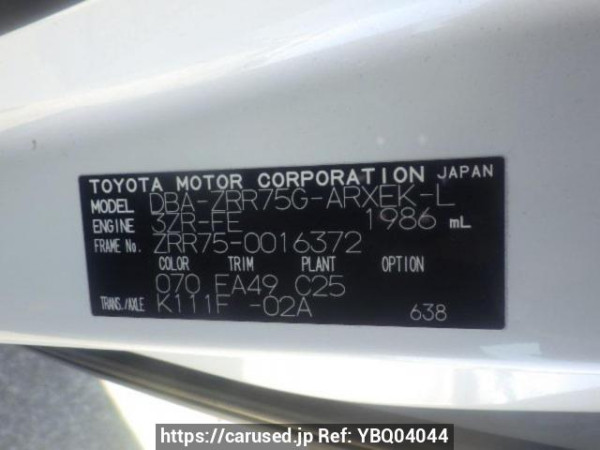 TOYOTA MOTOR CORPORATION JAPAN
MODEL DBA-ZRR75G-ARXEK-L
ENGINE 3ZR-FE 1986 mL
FRAME No. ZRR75-0016372
COLOR TRIM PLANT OPTION
070 FA49 C25
TRANS./AXLE K111F -02A
638
https://carused.jp Ref: YBQ04044